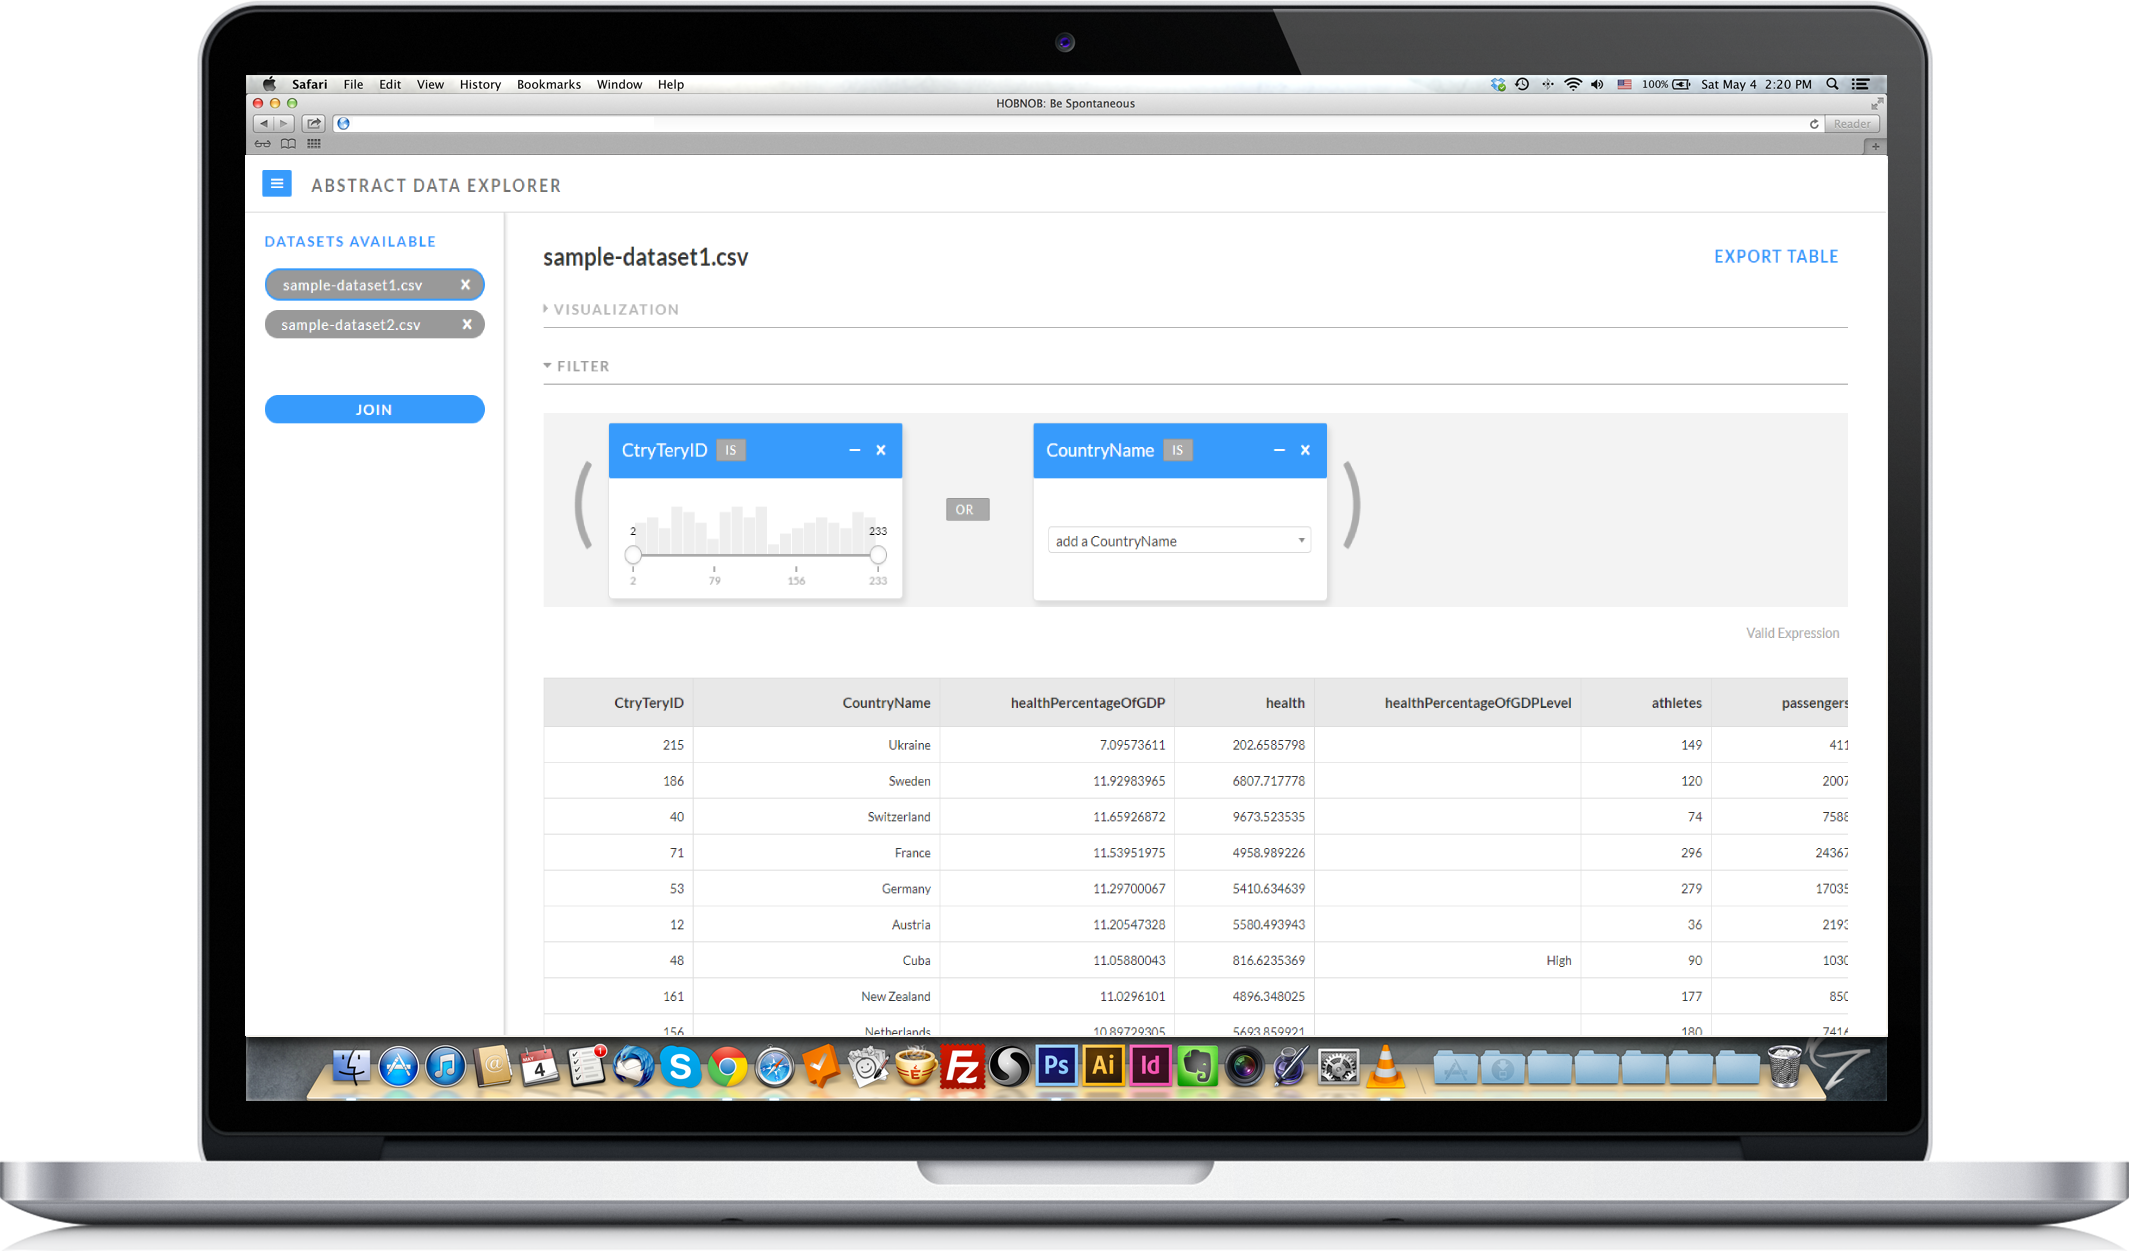 Safari File Edit View History Bookmarks Window Help 100% Sat May 4 2:20 PM
HOBNOB: Be Spontaneous
Reader
ABSTRACT DATA EXPLORER
DATASETS AVAILABLE
sample-dataset1.csv x
sample-dataset2.csv x
JOIN
sample-dataset1.csv
EXPORT TABLE
VISUALIZATION
FILTER
( CtryTeryID IS – x
2 233
2 79 156 233
OR
CountryName IS – x )
add a CountryName
Valid Expression
CtryTeryID CountryName healthPercentageOfGDP health healthPercentageOfGDPLevel athletes passengers
215 Ukraine 7.09573611 202.6585798 149 411
186 Sweden 11.92983965 6807.717778 120 2007
40 Switzerland 11.65926872 9673.523535 74 7588
71 France 11.53951975 4958.989226 296 24367
53 Germany 11.29700067 5410.634639 279 17035
12 Austria 11.20547328 5580.493943 36 2193
48 Cuba 11.05880043 816.6235369 High 90 1030
161 New Zealand 11.0296101 4896.348025 177 850
156 Netherlands 10.89729305 5693.859921 180 7416
MAY
4 1 @ S É Fz Ps Ai Id